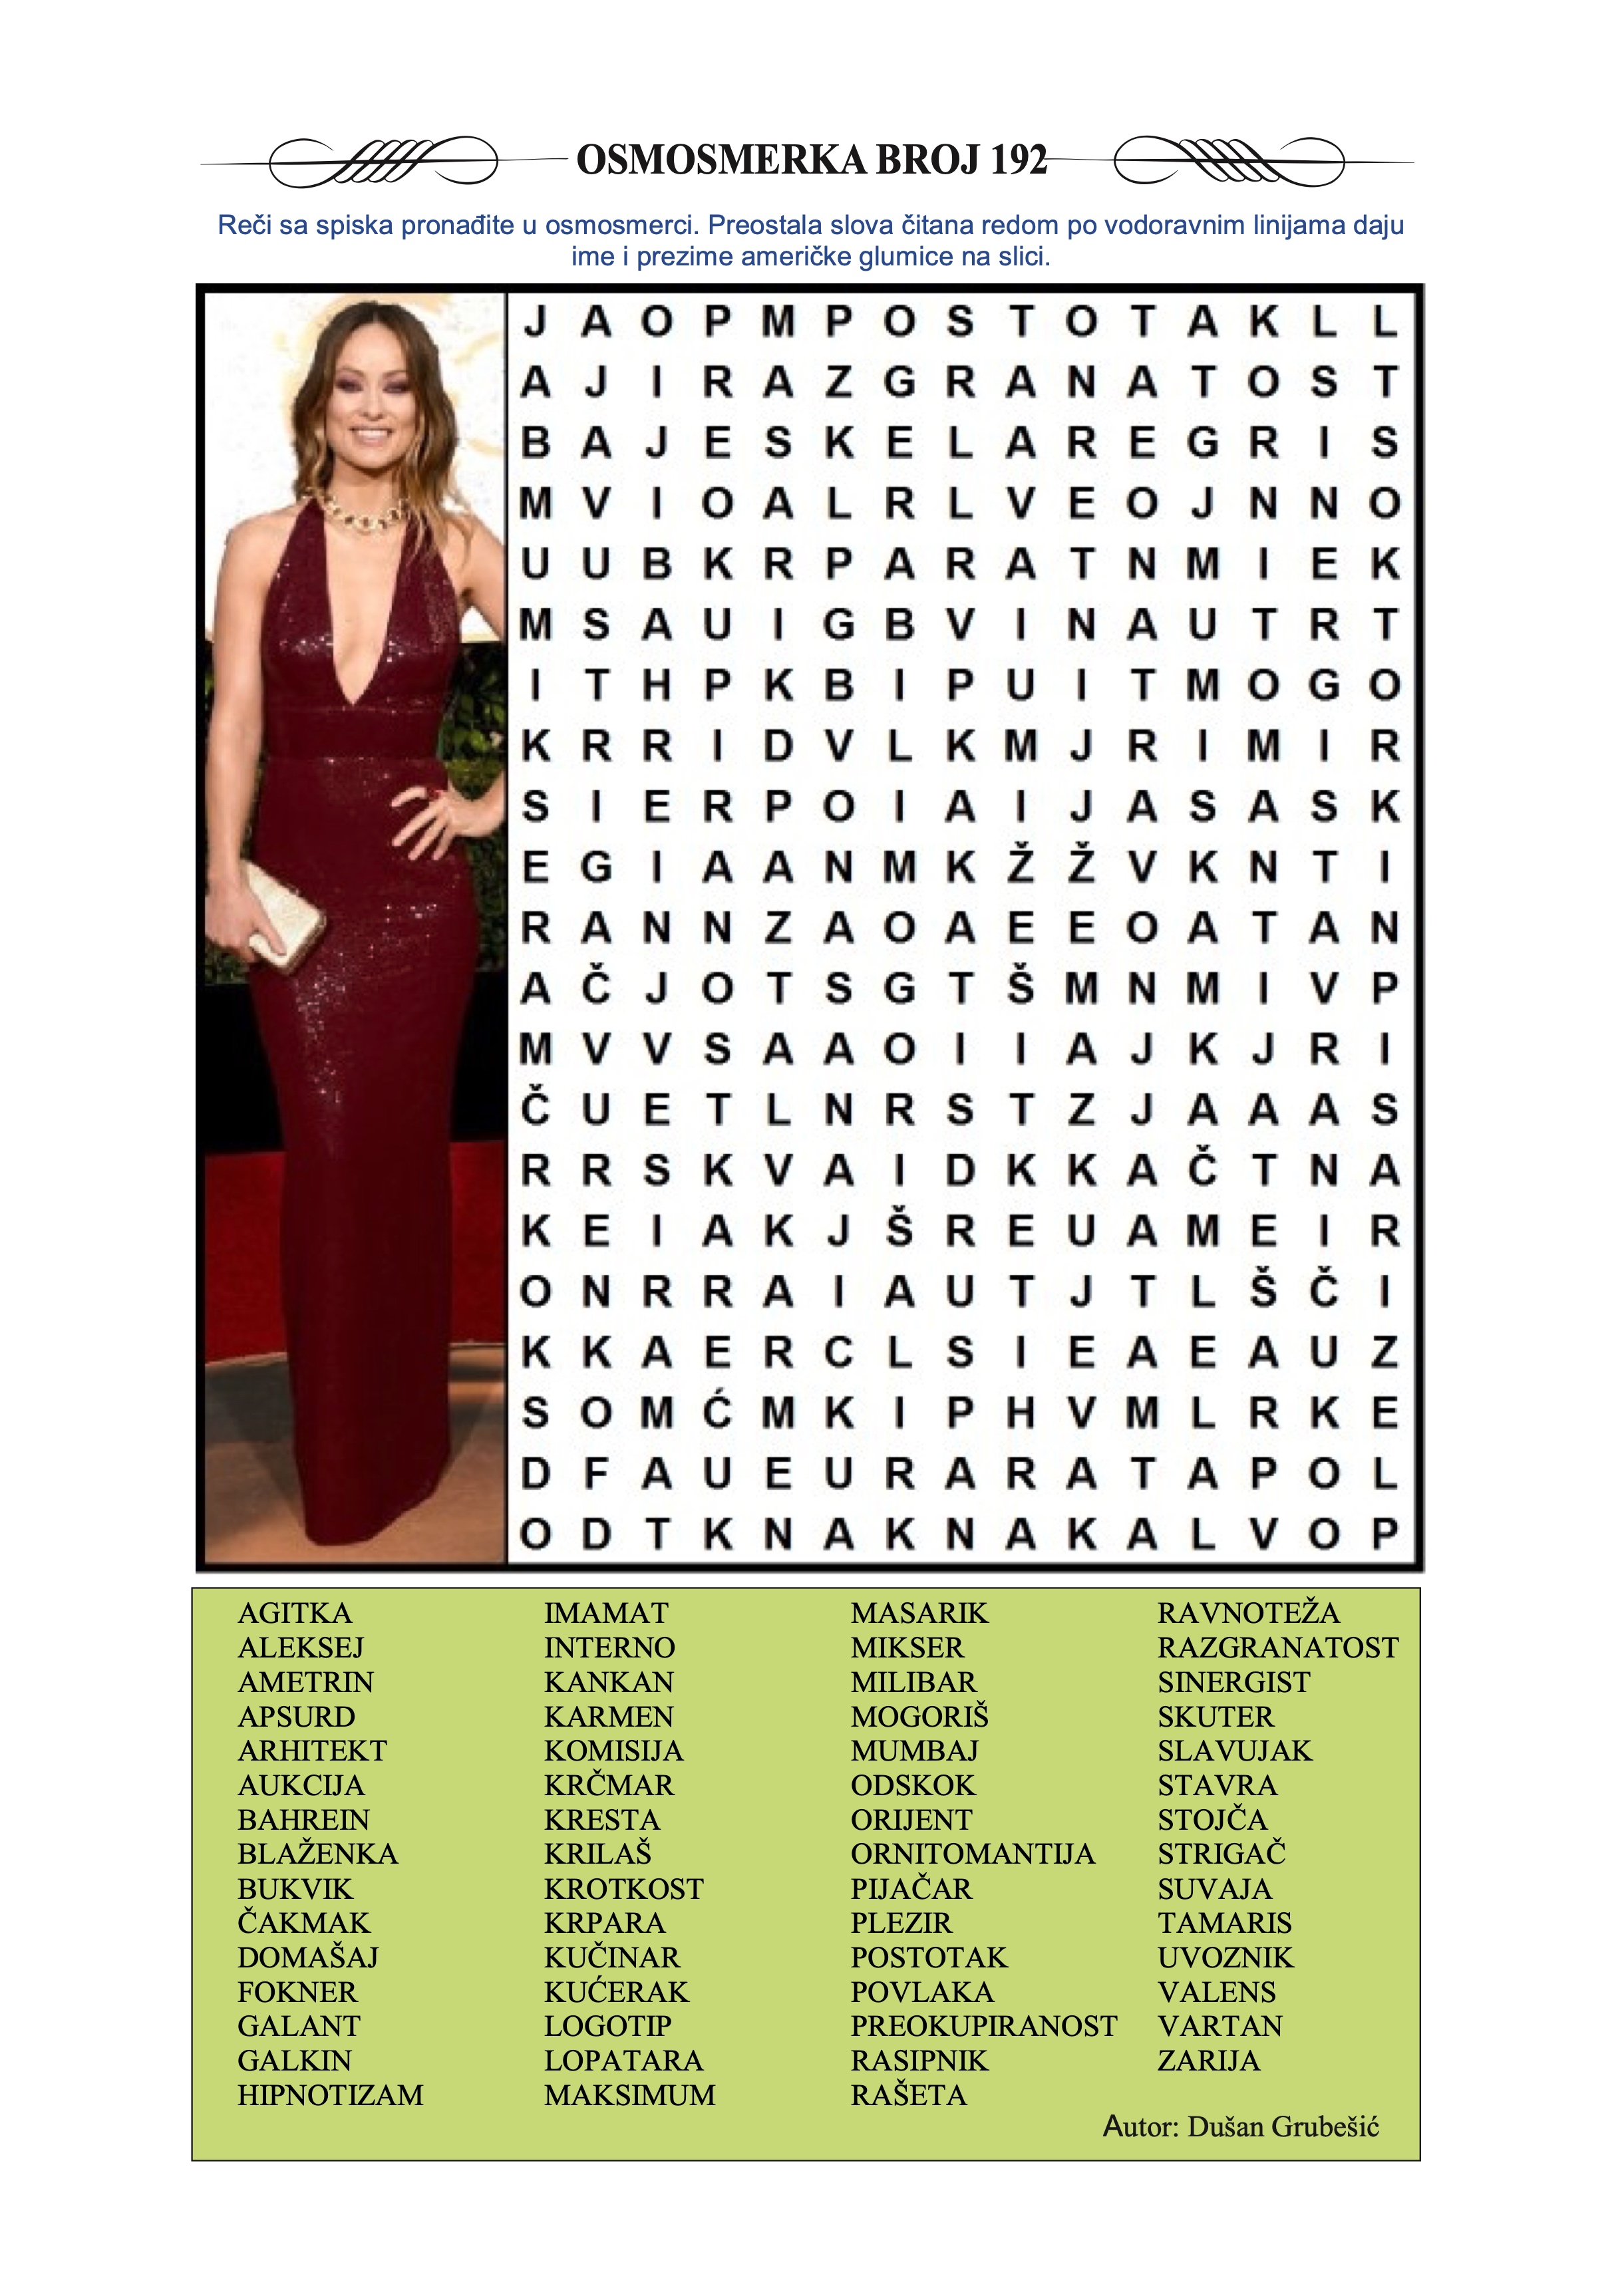 OSMOSMERKA BROJ 192
Reči sa spiska pronađite u osmosmerci. Preostala slova čitana redom po vodoravnim linijama daju
ime i prezime američke glumice na slici.
J A O P M P O S T O T A K L L
A J I R A Z G R A N A T O S T
B A J E S K E L A R E G R I S
M V I O A L R L V E O J N N O
U U B K R P A R A T N M I E K
M S A U I G B V I N A U T R T
I T H P K B I P U I T M O G O
K R R I D V L K M J R I M I R
S I E R P O I A I J A S A S K
E G I A A N M K Ž Ž V K N T I
R A N N Z A O A E E O A T A N
A Č J O T S G T Š M N M I V P
M V V S A A O I I A J K J R I
Č U E T L N R S T Z J A A A S
R R S K V A I D K K A Č T N A
K E I A K J Š R E U A M E I R
O N R R A I A U T J T L Š Č I
K K A E R C L S I E A E A U Z
S O M Ć M K I P H V M L R K E
D F A U E U R A R A T A P O L
O D T K N A K N A K A L V O P
AGITKA IMAMAT MASARIK RAVNOTEŽA
ALEKSEJ INTERNO MIKSER RAZGRANATOST
AMETRIN KANKAN MILIBAR SINERGIST
APSURD KARMEN MOGORIŠ SKUTER
ARHITEKT KOMISIJA MUMBAJ SLAVUJAK
AUKCIJA KRČMAR ODSKOK STAVRA
BAHREIN KRESTA ORIJENT STOJČA
BLAŽENKA KRILAŠ ORNITOMANTIJA STRIGAČ
BUKVIK KROTKOST PIJAČAR SUVAJA
ČAKMAK KRPARA PLEZIR TAMARIS
DOMAŠAJ KUČINAR POSTOTAK UVOZNIK
FOKNER KUĆERAK POVLAKA VALENS
GALANT LOGOTIP PREOKUPIRANOST VARTAN
GALKIN LOPATARA RASIPNIK ZARIJA
HIPNOTIZAM MAKSIMUM RAŠETA
Autor: Dušan Grubešić